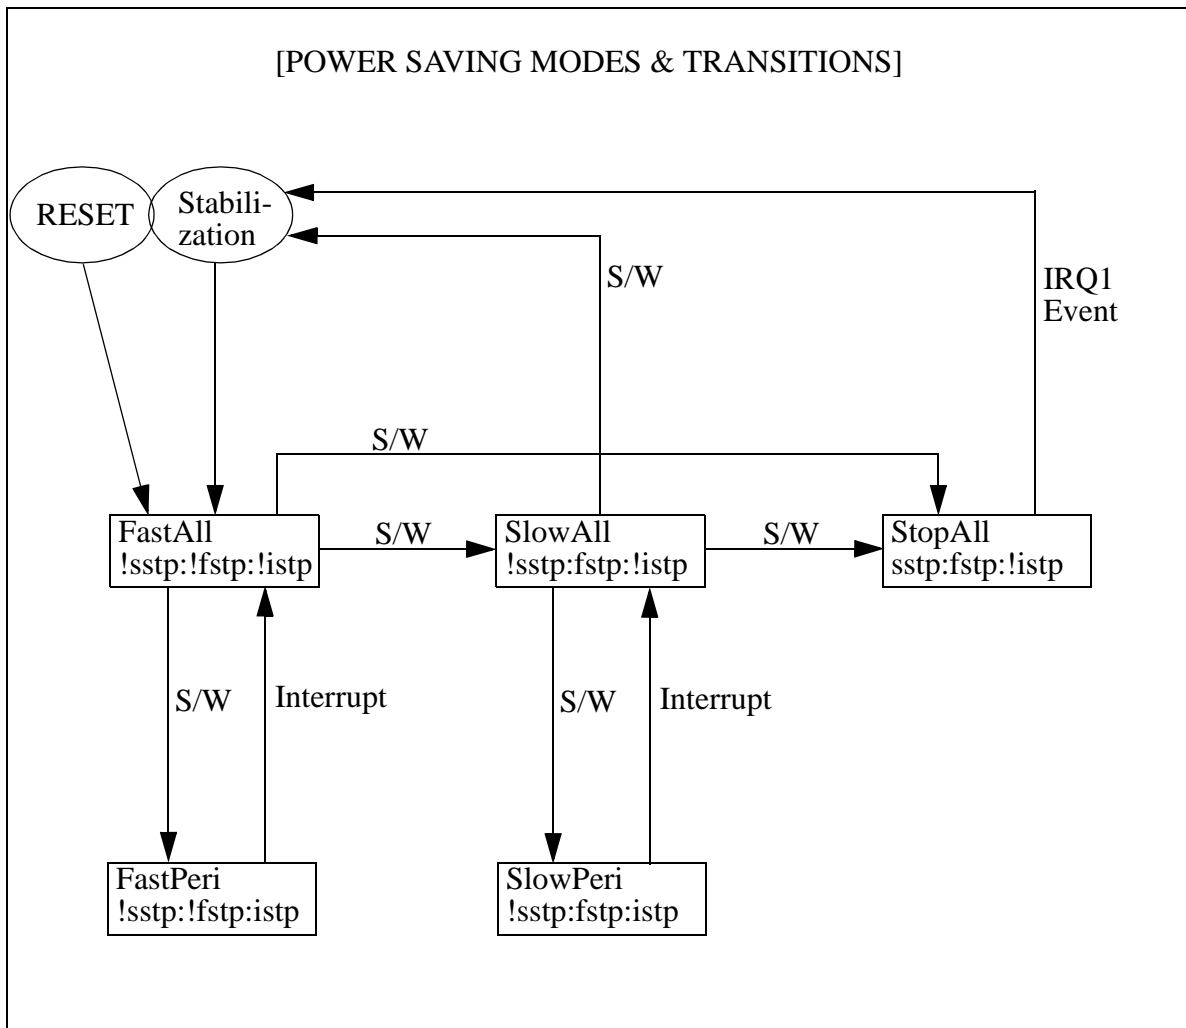 [POWER SAVING MODES & TRANSITIONS]
RESET
Stabili-
zation
S/W
IRQ1
Event
S/W
FastAll
!sstp:!fstp:!istp
S/W
SlowAll
!sstp:fstp:!istp
S/W
StopAll
sstp:fstp:!istp
S/W
Interrupt
S/W
Interrupt
FastPeri
!sstp:!fstp:istp
SlowPeri
!sstp:fstp:istp